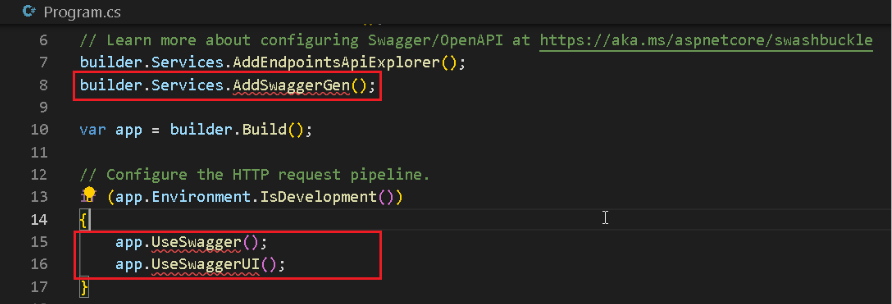 Program.cs
6 // Learn more about configuring Swagger/OpenAPI at https://aka.ms/aspnetcore/swashbuckle
7 builder.Services.AddEndpointsApiExplorer();
8 builder.Services.AddSwaggerGen();
9
10 var app = builder.Build();
11
12 // Configure the HTTP request pipeline.
13 (app.Environment.IsDevelopment())
14 {
15 app.UseSwagger();
16 app.UseSwaggerUI();
17 }